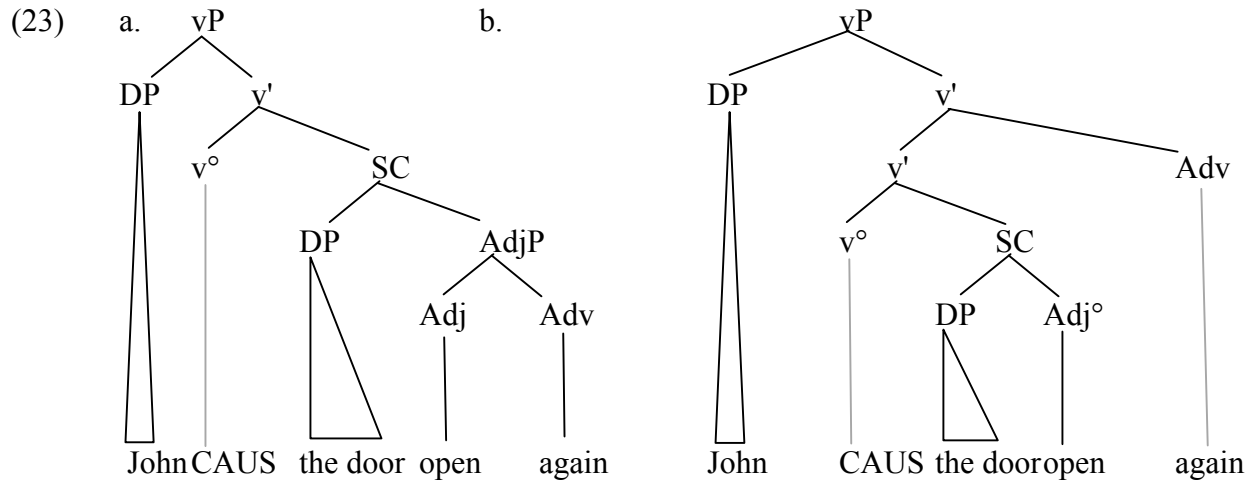 (23) a. vP b. vP
DP v' DP v'
v° SC v' Adv
DP AdjP v° SC
Adj Adv DP Adj°
John CAUS the door open again John CAUS the door open again